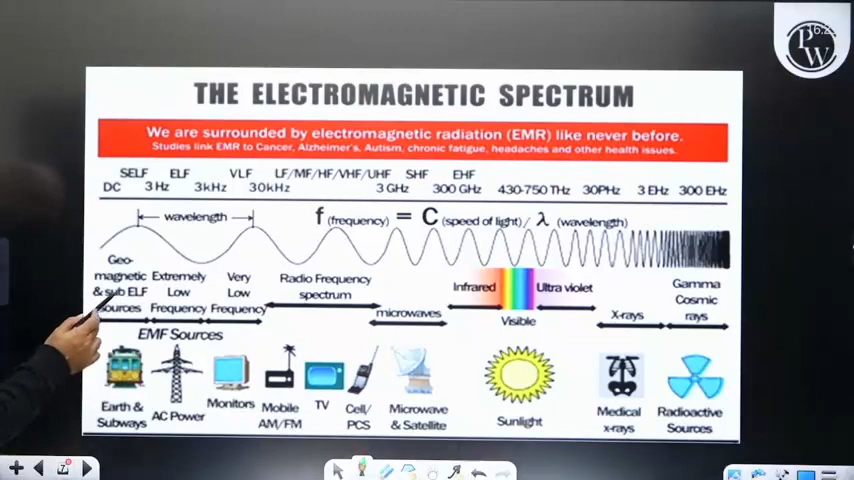 16:2
P
W
THE ELECTROMAGNETIC SPECTRUM
We are surrounded by electromagnetic radiation (EMR) like never before.
Studies link EMR to Cancer, Alzheimer's, Autism, chronic fatigue, headaches and other health issues.
SELF ELF VLF LF/MF/HF/VHF/UHF SHF EHF
DC 3 Hz 3kHz 30kHz 3 GHz 300 GHz 430-750 THz 30PHz 3 EHz 300 EHz
wavelength
f (frequency) = C (speed of light) / λ (wavelength)
Geo-
magnetic
& sub ELF
sources
Extremely
Low
Frequency
Very
Low
Frequency
Radio Frequency
spectrum
microwaves
Infrared
Visible
Ultra violet
X-rays
Gamma
Cosmic
rays
EMF Sources
Earth &
Subways
AC Power
Monitors
Mobile
AM/FM
TV
Cell/
PCS
Microwave
& Satellite
Sunlight
Medical
x-rays
Radioactive
Sources